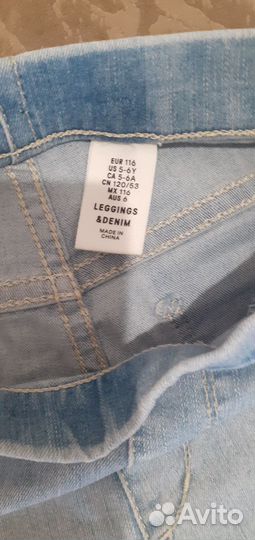 EUR 116
US 5-6Y
CA 5-6A
CN 120/53
MX 116
AUS 6
LEGGINGS
&DENIM
MADE IN
CHINA
Avito